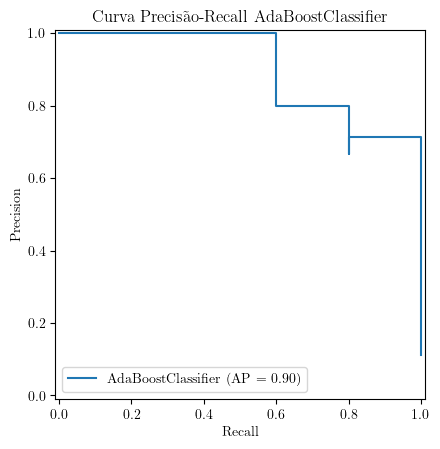 Curva Precisão-Recall AdaBoostClassifier
1.0
0.8
0.6
0.4
0.2
0.0
Precision
AdaBoostClassifier (AP = 0.90)
0.0 0.2 0.4 0.6 0.8 1.0
Recall